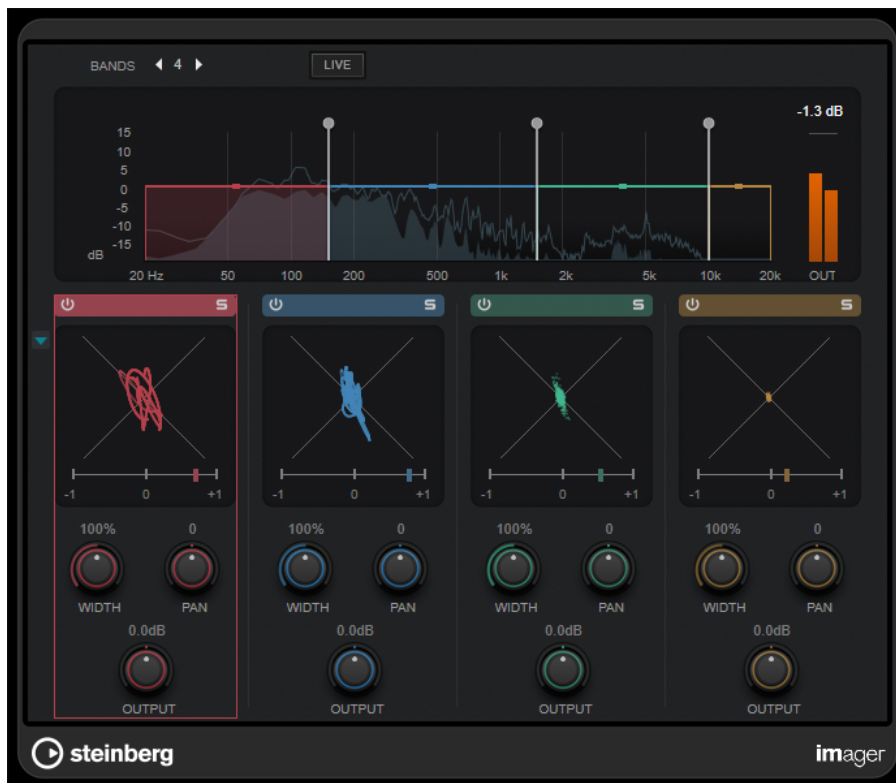 BANDS 4 LIVE
-1.3 dB
15
10
5
0
-5
-10
-15
dB
20 Hz 50 100 200 500 1k 2k 5k 10k 20k OUT
S S S S
-1 0 +1 -1 0 +1 -1 0 +1 -1 0 +1
100% 0 100% 0 100% 0 100% 0
WIDTH PAN WIDTH PAN WIDTH PAN WIDTH PAN
0.0dB 0.0dB 0.0dB 0.0dB
OUTPUT OUTPUT OUTPUT OUTPUT
steinberg imager